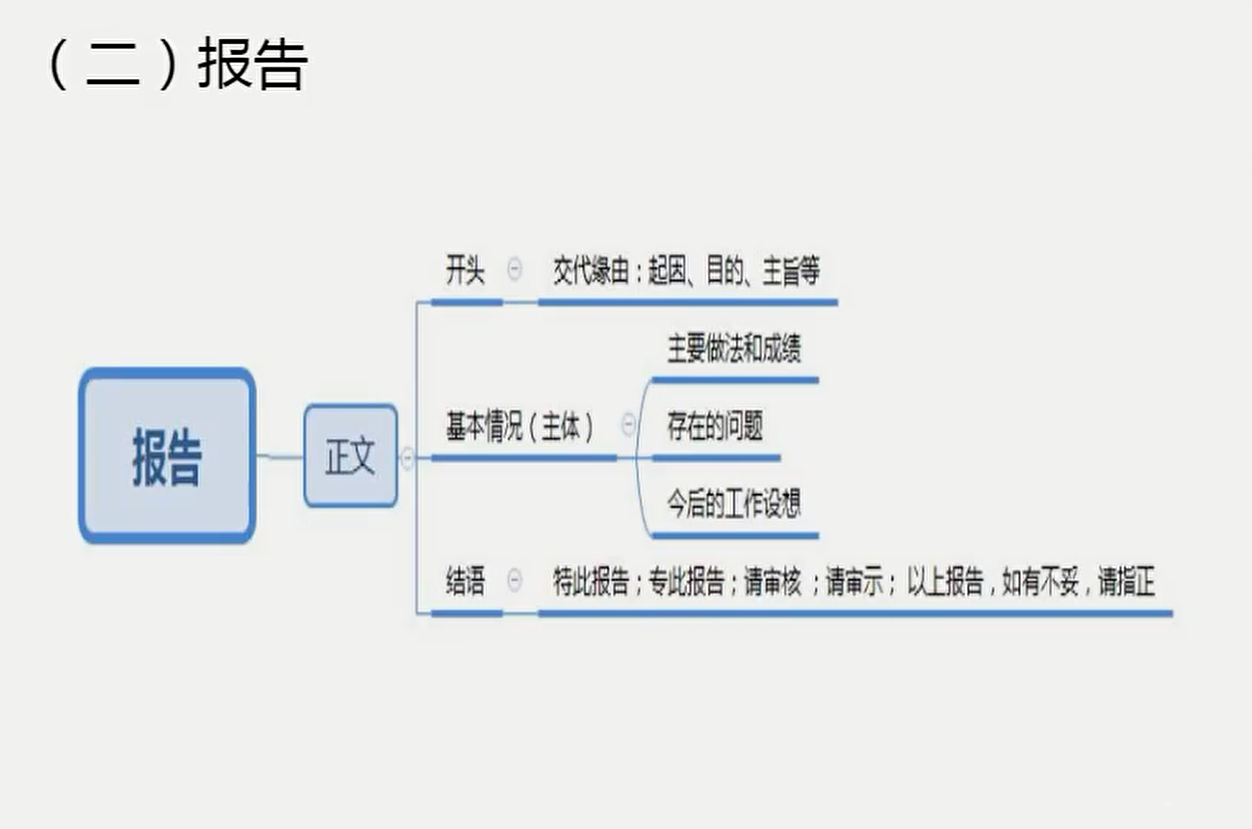 （二）报告
报告
正文
开头
交代缘由：起因、目的、主旨等
基本情况（主体）
主要做法和成绩
存在的问题
今后的工作设想
结语
特此报告；专此报告；请审核 ；请审示； 以上报告，如有不妥，请指正